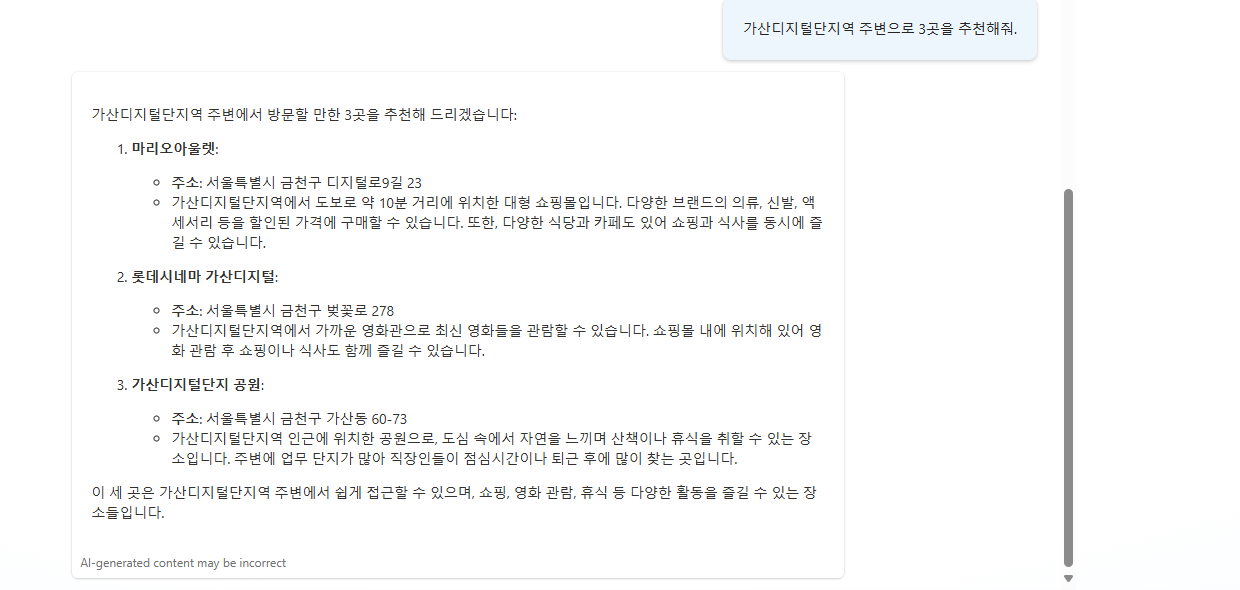 가산디지털단지역 주변으로 3곳을 추천해줘.
가산디지털단지역 주변에서 방문할 만한 3곳을 추천해 드리겠습니다:
1. 마리오아울렛:
주소: 서울특별시 금천구 디지털로9길 23
가산디지털단지역에서 도보로 약 10분 거리에 위치한 대형 쇼핑몰입니다. 다양한 브랜드의 의류, 신발, 액
세서리 등을 할인된 가격에 구매할 수 있습니다. 또한, 다양한 식당과 카페도 있어 쇼핑과 식사를 동시에 즐
길 수 있습니다.
2. 롯데시네마 가산디지털:
주소: 서울특별시 금천구 벚꽃로 278
가산디지털단지역에서 가까운 영화관으로 최신 영화들을 관람할 수 있습니다. 쇼핑몰 내에 위치해 있어 영
화 관람 후 쇼핑이나 식사도 함께 즐길 수 있습니다.
3. 가산디지털단지 공원:
주소: 서울특별시 금천구 가산동 60-73
가산디지털단지역 인근에 위치한 공원으로, 도심 속에서 자연을 느끼며 산책이나 휴식을 취할 수 있는 장
소입니다. 주변에 업무 단지가 많아 직장인들이 점심시간이나 퇴근 후에 많이 찾는 곳입니다.
이 세 곳은 가산디지털단지역 주변에서 쉽게 접근할 수 있으며, 쇼핑, 영화 관람, 휴식 등 다양한 활동을 즐길 수 있는 장
소들입니다.
AI-generated content may be incorrect